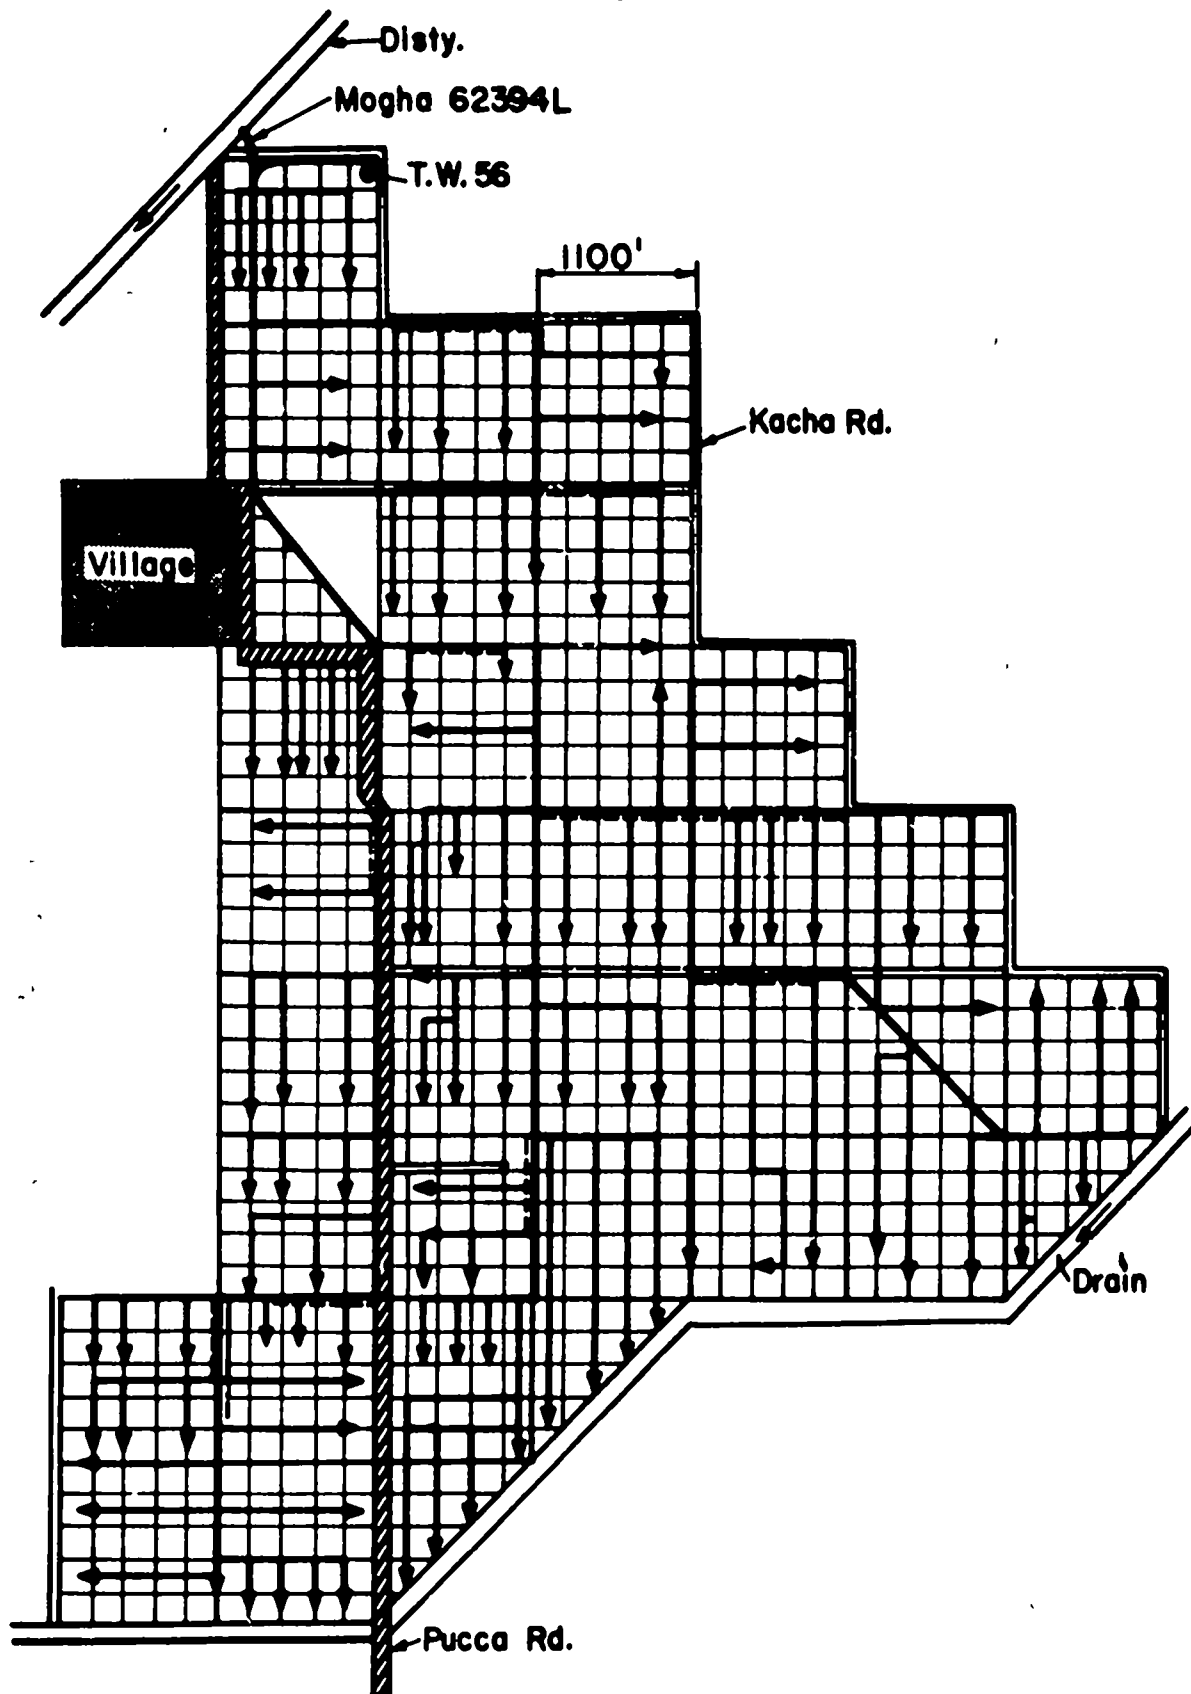 Disty.
Mogha 62394L
T.W. 56
1100'
Kacha Rd.
Village
Drain
Pucca Rd.